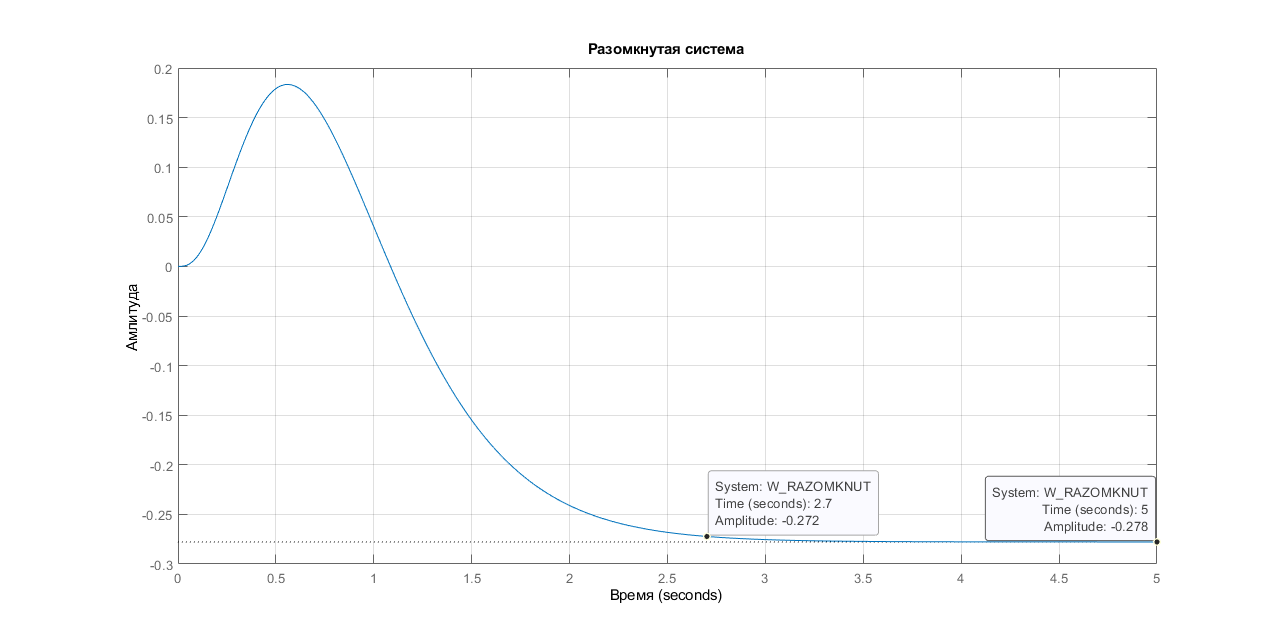 Разомкнутая система
0.2
0.15
0.1
0.05
0
-0.05
-0.1
-0.15
-0.2
-0.25
-0.3
Амлитуда
System: W_RAZOMKNUT
Time (seconds): 2.7
Amplitude: -0.272
System: W_RAZOMKNUT
Time (seconds): 5
Amplitude: -0.278
0 0.5 1 1.5 2 2.5 3 3.5 4 4.5 5
Время (seconds)